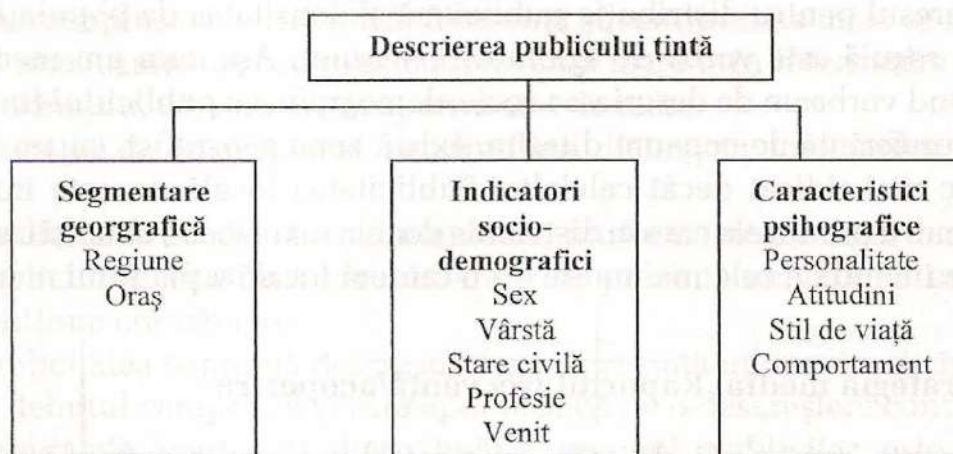 Descrierea publicului țintă
Segmentare
georgrafică
Regiune
Oraș
Indicatori
socio-
demografici
Sex
Vârstă
Stare civilă
Profesie
Venit
Caracteristici
psihografice
Personalitate
Atitudini
Stil de viață
Comportament